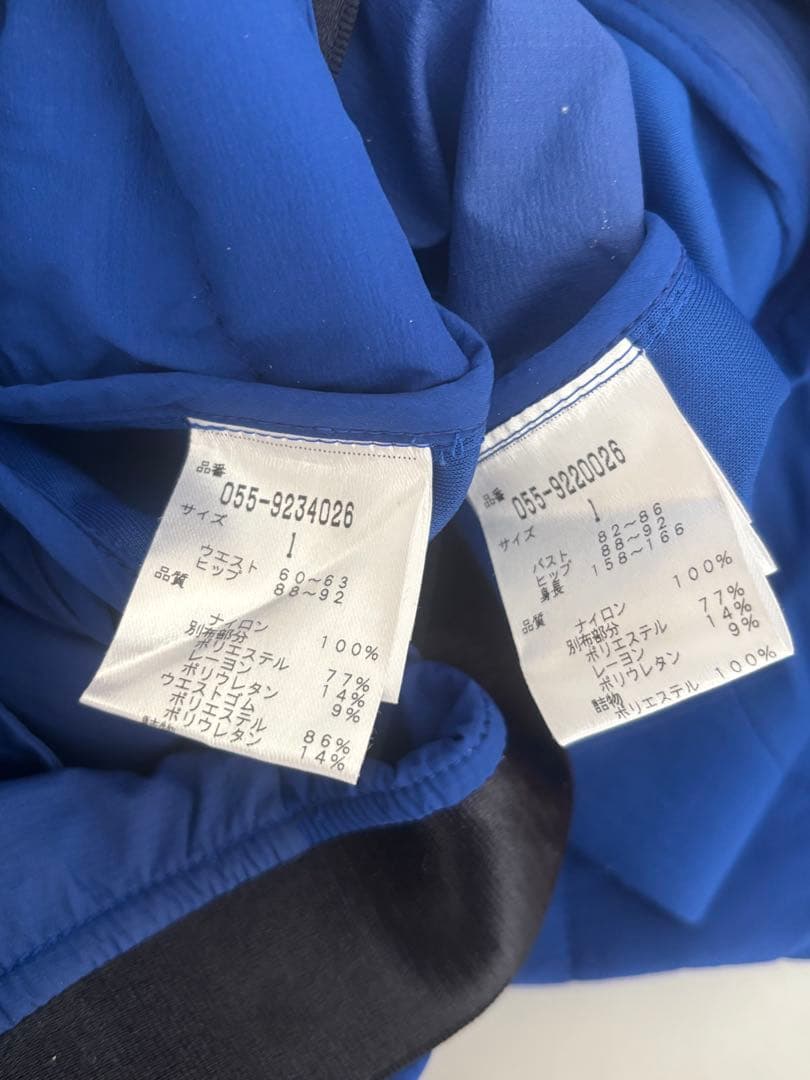 品番
055-9234026
サイズ
1
ウエスト 60～63
ヒップ 88～92
品質
ナイロン 100%
別布部分
ポリエステル 77%
レーヨン 14%
ポリウレタン 9%
ウエストゴム
ポリエステル 86%
ポリウレタン 14%
品番
055-9220026
サイズ 1
バスト 82～86
ヒップ 88～92
身長 158～166
品質
ナイロン 100%
別布部分
ポリエステル 77%
レーヨン 14%
ポリウレタン 9%
詰物
ポリエステル 100%